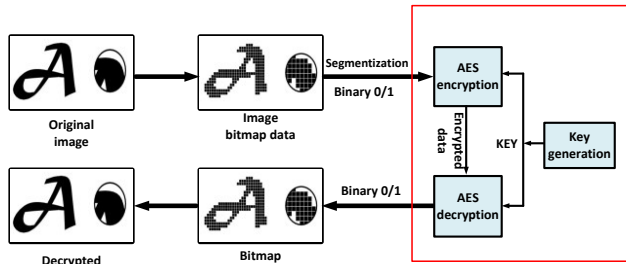 Segmentization
Binary 0/1
AES
encryption
Original
image
Image
bitmap data
Encrypted
data
KEY
Key
generation
Binary 0/1
AES
decryption
Decrypted
Bitmap